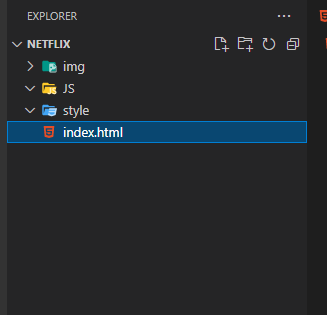 EXPLORER
NETFLIX
img
JS
style
index.html